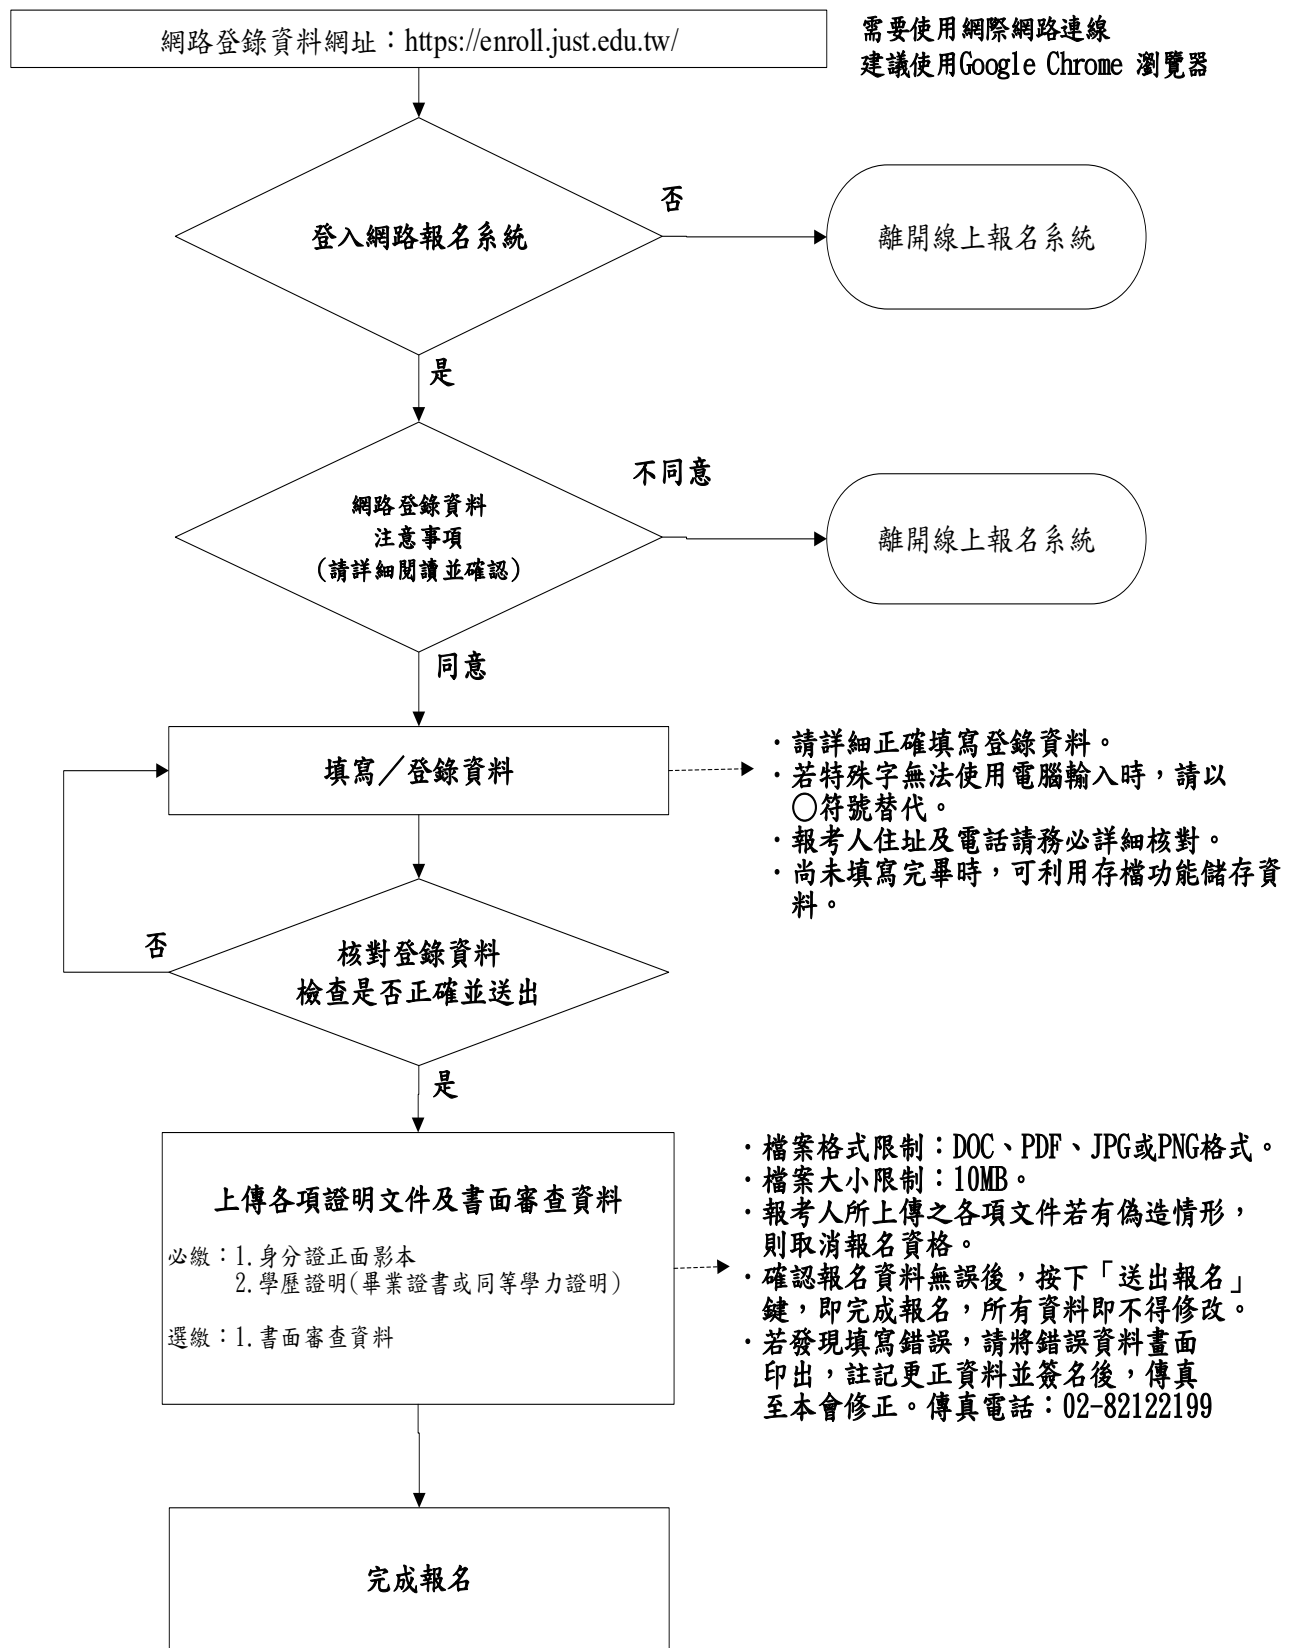 網路登錄資料網址：https://enroll.just.edu.tw/
需要使用網際網路連線
建議使用Google Chrome 瀏覽器
登入網路報名系統
否
離開線上報名系統
是
網路登錄資料
注意事項
(請詳細閱讀並確認)
不同意
離開線上報名系統
同意
填寫／登錄資料
·請詳細正確填寫登錄資料。
·若特殊字無法使用電腦輸入時，請以
○符號替代。
·報考人住址及電話請務必詳細核對。
·尚未填寫完畢時，可利用存檔功能儲存資
料。
核對登錄資料
檢查是否正確並送出
否
是
上傳各項證明文件及書面審查資料
必繳：1.身分證正面影本
2.學歷證明(畢業證書或同等學力證明)
選繳：1.書面審查資料
·檔案格式限制：DOC、PDF、JPG或PNG格式。
·檔案大小限制：10MB。
·報考人所上傳之各項文件若有偽造情形，
則取消報名資格。
·確認報名資料無誤後，按下「送出報名」
鍵，即完成報名，所有資料即不得修改。
·若發現填寫錯誤，請將錯誤資料畫面
印出，註記更正資料並簽名後，傳真
至本會修正。傳真電話：02-82122199
完成報名